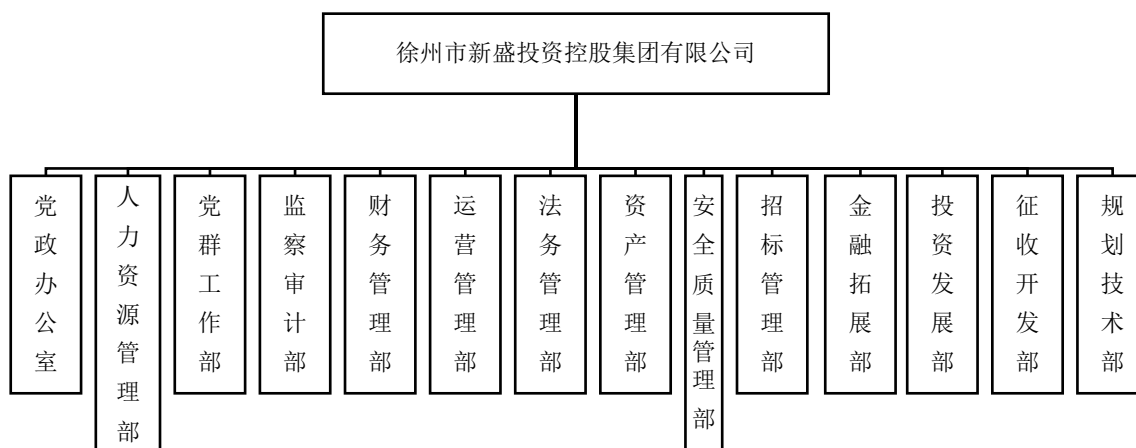 徐州市新盛投资控股集团有限公司
党政办公室
人力资源管理部
党群工作部
监察审计部
财务管理部
运营管理部
法务管理部
资产管理部
安全质量管理部
招标管理部
金融拓展部
投资发展部
征收开发部
规划技术部